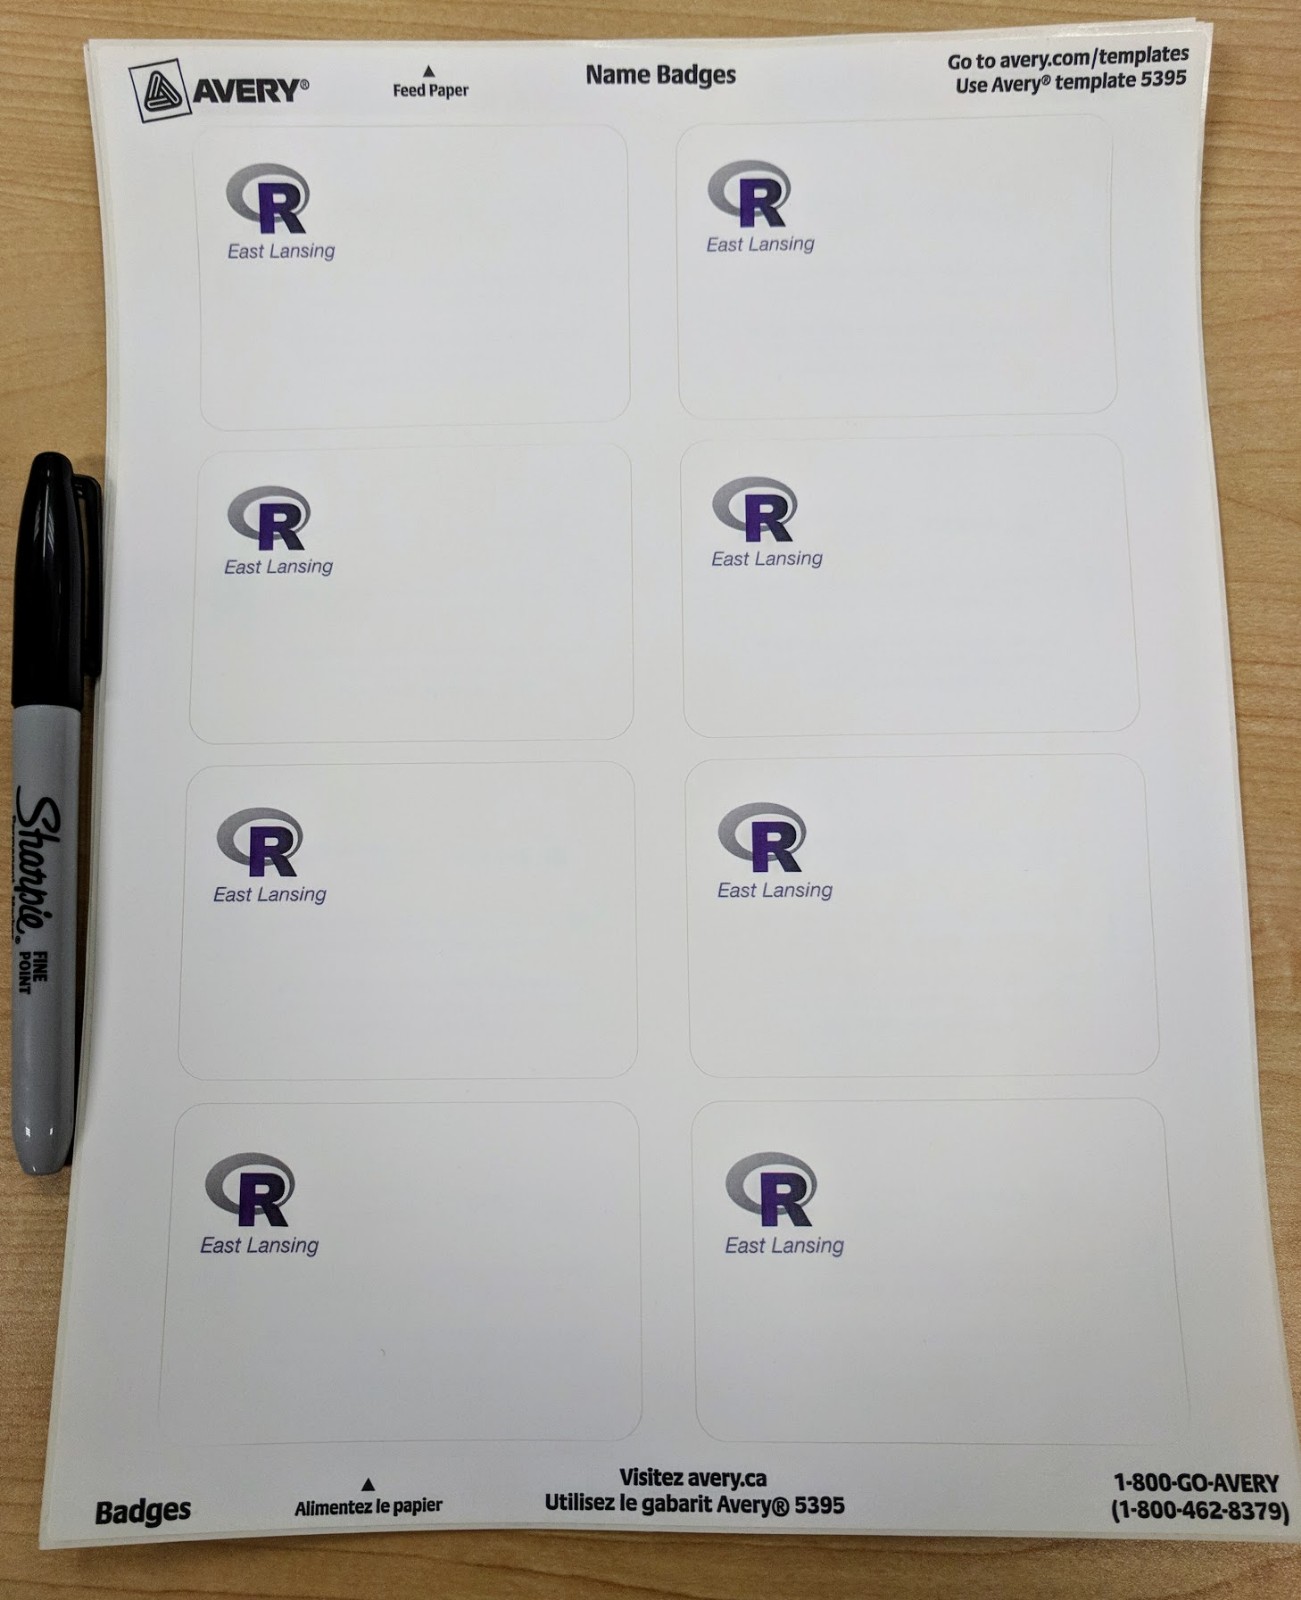 AVERY®
Feed Paper
Name Badges
Go to avery.com/templates
Use Avery® template 5395
R
East Lansing
R
East Lansing
R
East Lansing
R
East Lansing
R
East Lansing
R
East Lansing
R
East Lansing
R
East Lansing
Sharpie
FINE
POINT
Badges
Alimentez le papier
Visitez avery.ca
Utilisez le gabarit Avery® 5395
1-800-GO-AVERY
(1-800-462-8379)